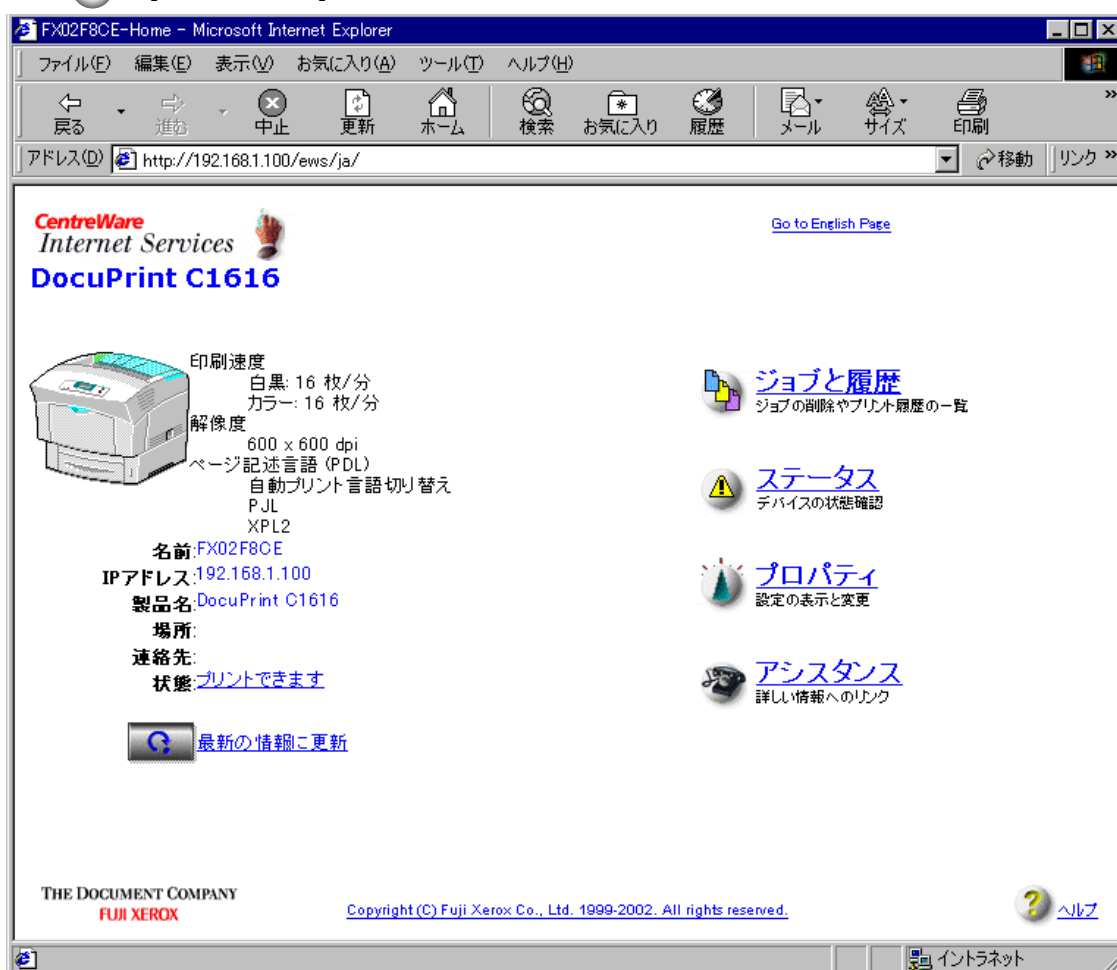 FX02F8CE-Home - Microsoft Internet Explorer
ファイル(F) 編集(E) 表示(V) お気に入り(A) ツール(T) ヘルプ(H)
戻る 進む 中止 更新 ホーム 検索 お気に入り 履歴 メール サイズ 印刷 »
アドレス(D) http://192.168.1.100/ews/ja/ 移動 リンク »
CentreWare
Internet Services
Go to English Page
DocuPrint C1616
印刷速度
白黒: 16 枚/分
カラー: 16 枚/分
解像度
600 x 600 dpi
ページ記述言語 (PDL)
自動プリント言語切り替え
PJL
XPL2
名前:FX02F8CE
IPアドレス:192.168.1.100
製品名:DocuPrint C1616
場所:
連絡先:
状態:プリントできます
最新の情報に更新
ジョブと履歴
ジョブの削除やプリント履歴の一覧
ステータス
デバイスの状態確認
プロパティ
設定の表示と変更
アシスタンス
詳しい情報へのリンク
THE DOCUMENT COMPANY
FUJI XEROX
Copyright (C) Fuji Xerox Co., Ltd. 1999-2002. All rights reserved.
ヘルプ
イントラネット